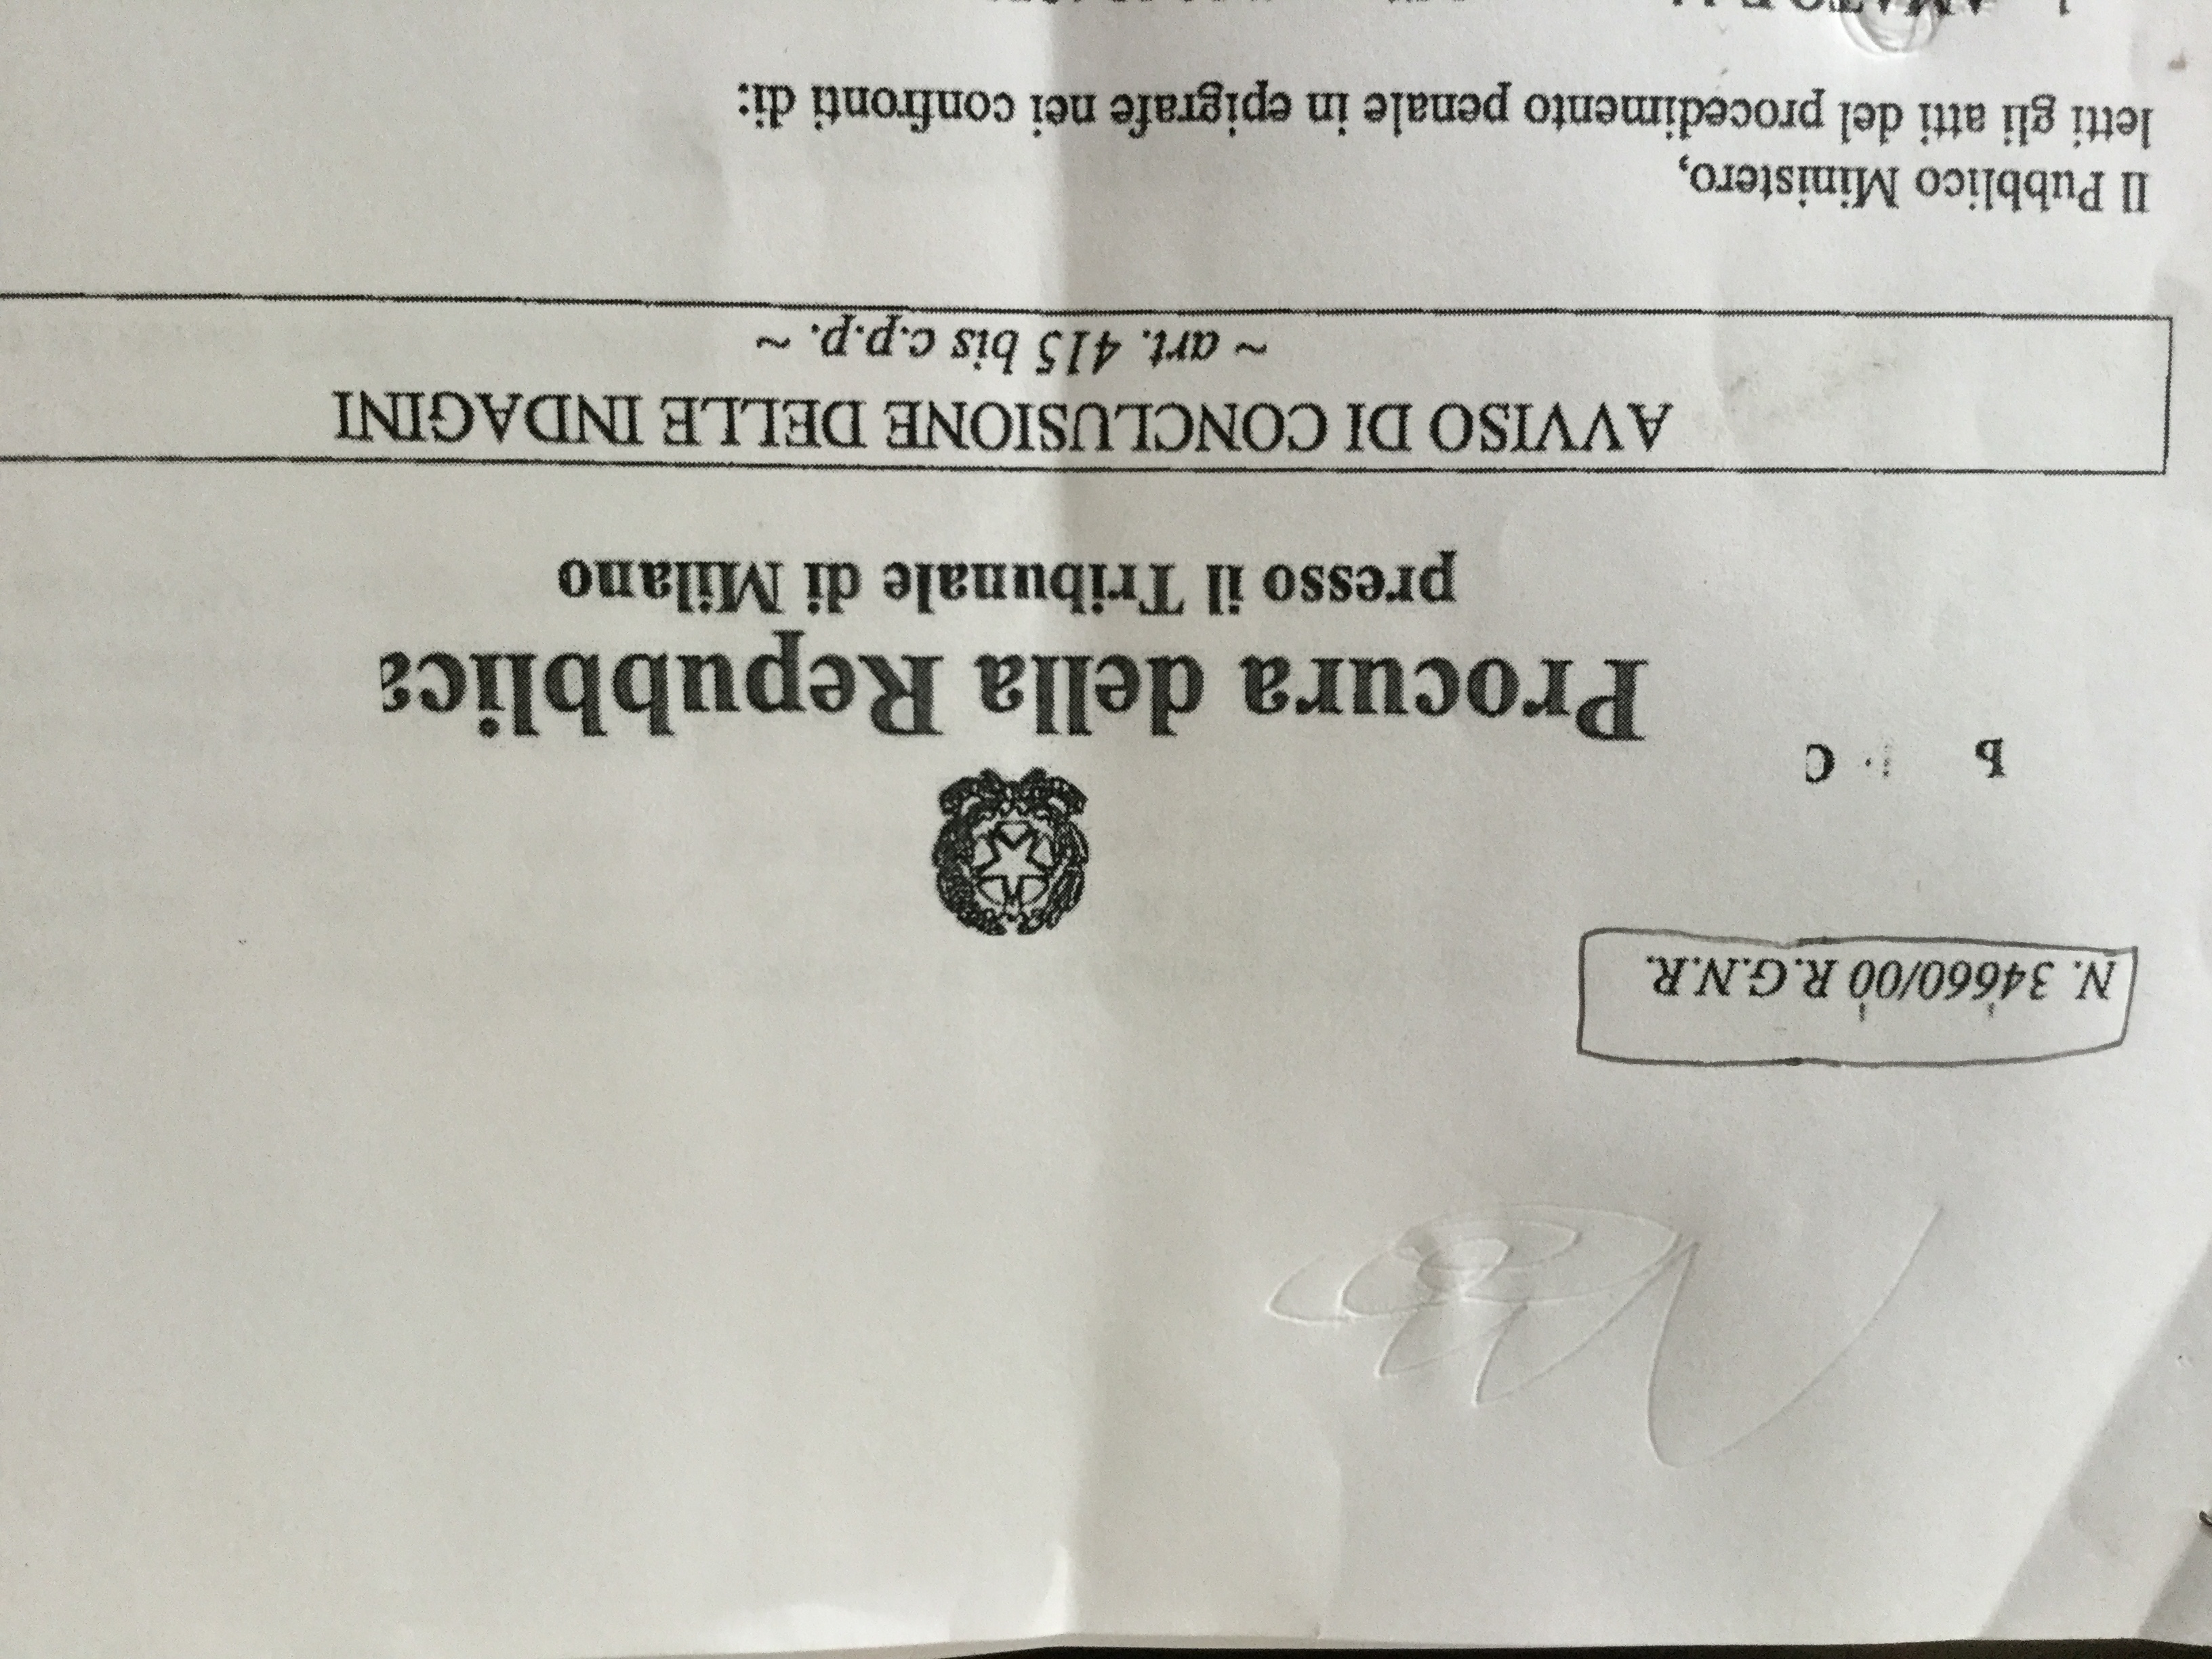 N. 34660/00 R.G.N.R.
b C
Procura della Repubblica
presso il Tribunale di Milano
AVVISO DI CONCLUSIONE DELLE INDAGINI
~ art. 415 bis c.p.p. ~
Il Pubblico Ministero,
letti gli atti del procedimento penale in epigrafe nei confronti di: